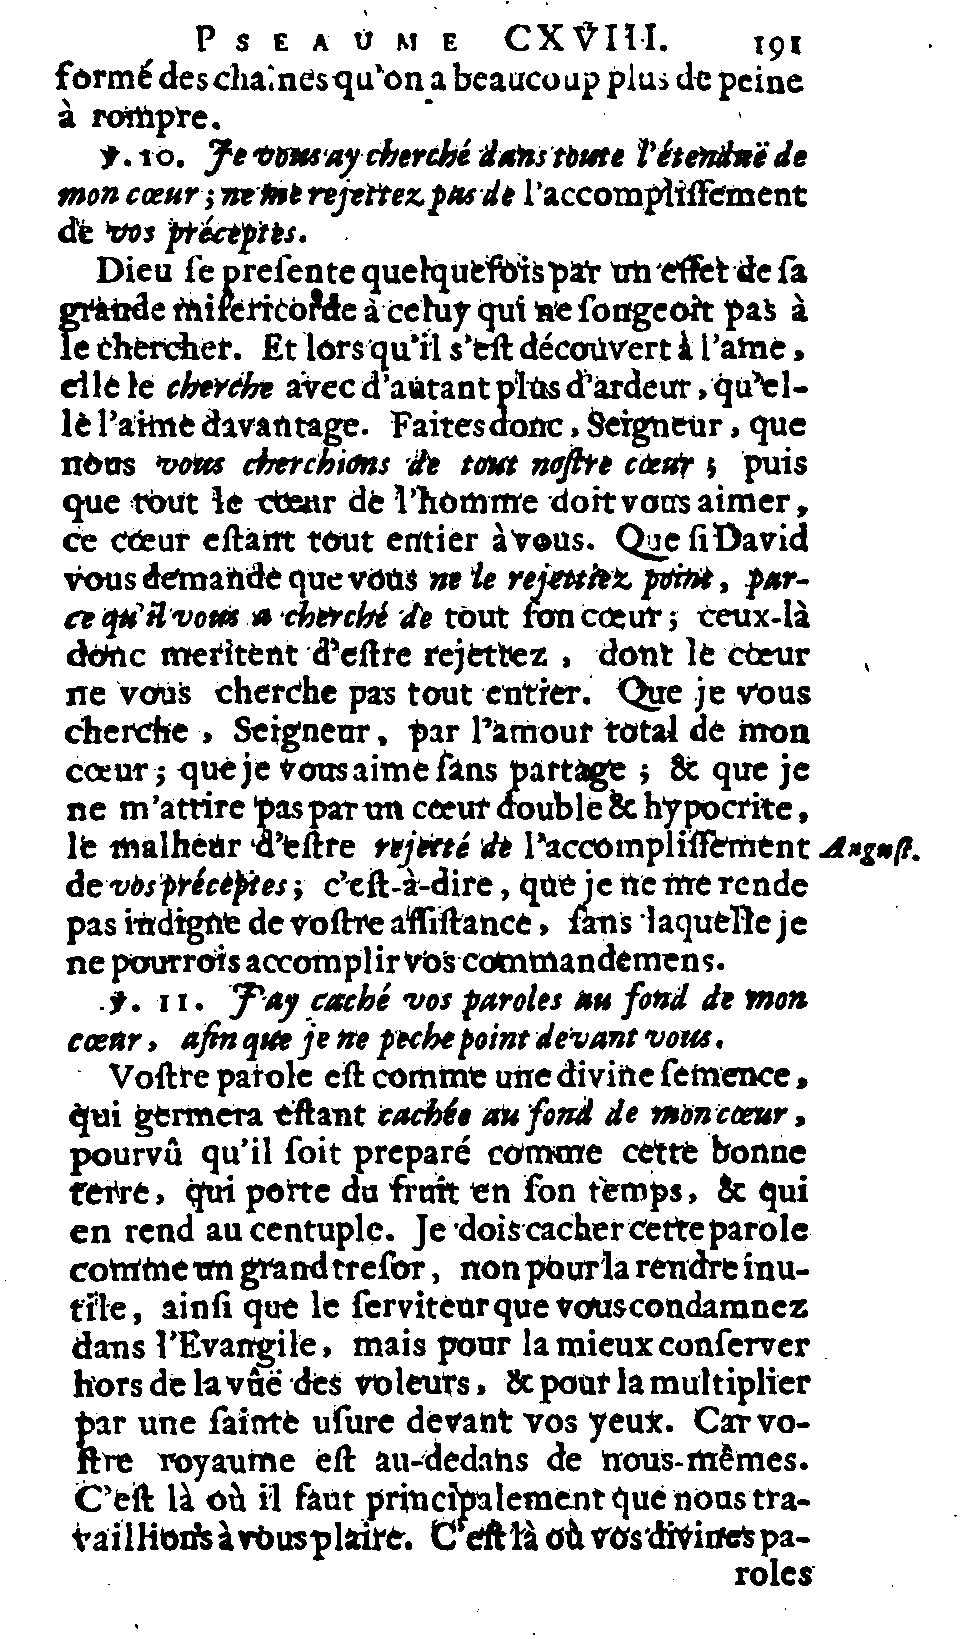 PSEAUME CXVIII. 191
formé des chaînes qu'on a beaucoup plus de peine
à rompre.
℣. 10. Je vous ay cherché dans toute l'étenduë de
mon cœur ; ne me rejettez pas de l'accompliſſement
de vos préceptes.
Dieu ſe preſente quelquefois par un effet de ſa
grande miſericorde à celuy qui ne ſongeoit pas à
le chercher. Et lorsqu'il s'eſt découvert à l'ame,
elle le cherche avec d'autant plus d'ardeur, qu'el-
le l'aime davantage. Faites donc, Seigneur, que
nous vous cherchions de tout noſtre cœur ; puis
que tout le cœur de l'homme doit vous aimer,
ce cœur eſtant tout entier à vous. Que ſi David
vous demande que vous ne le rejettiez point, par-
ce qu'il vous a cherché de tout ſon cœur ; ceux-là
donc meritent d'eſtre rejettez, dont le cœur
ne vous cherche pas tout entier. Que je vous
cherche, Seigneur, par l'amour total de mon
cœur ; que je vous aime ſans partage ; & que je
ne m'attire pas par un cœur double & hypocrite,
le malheur d'eſtre rejetté de l'accompliſſement Auguſt.
de vos préceptes ; c'eſt-à-dire, que je ne me rende
pas indigne de voſtre aſſiſtance, ſans laquelle je
ne pourrois accomplir vos commandemens.
℣. 11. J'ay caché vos paroles au fond de mon
cœur, afin que je ne peche point devant vous.
Voſtre parole eſt comme une divine ſemence,
qui germera eſtant cachée au fond de mon cœur,
pourvû qu'il ſoit preparé comme cette bonne
terre, qui porte du fruit en ſon temps, & qui
en rend au centuple. Je dois cacher cette parole
comme un grand treſor, non pour la rendre inu-
tile, ainſi que le ſerviteur que vous condamnez
dans l'Evangile, mais pour la mieux conſerver
hors de la vûë des voleurs, & pour la multiplier
par une ſainte uſure devant vos yeux. Car vo-
ſtre royaume eſt au-dedans de nous-mêmes.
C'eſt là où il faut principalement que nous tra-
vaillions à vous plaire. C'eſt là où vos divines pa-
roles